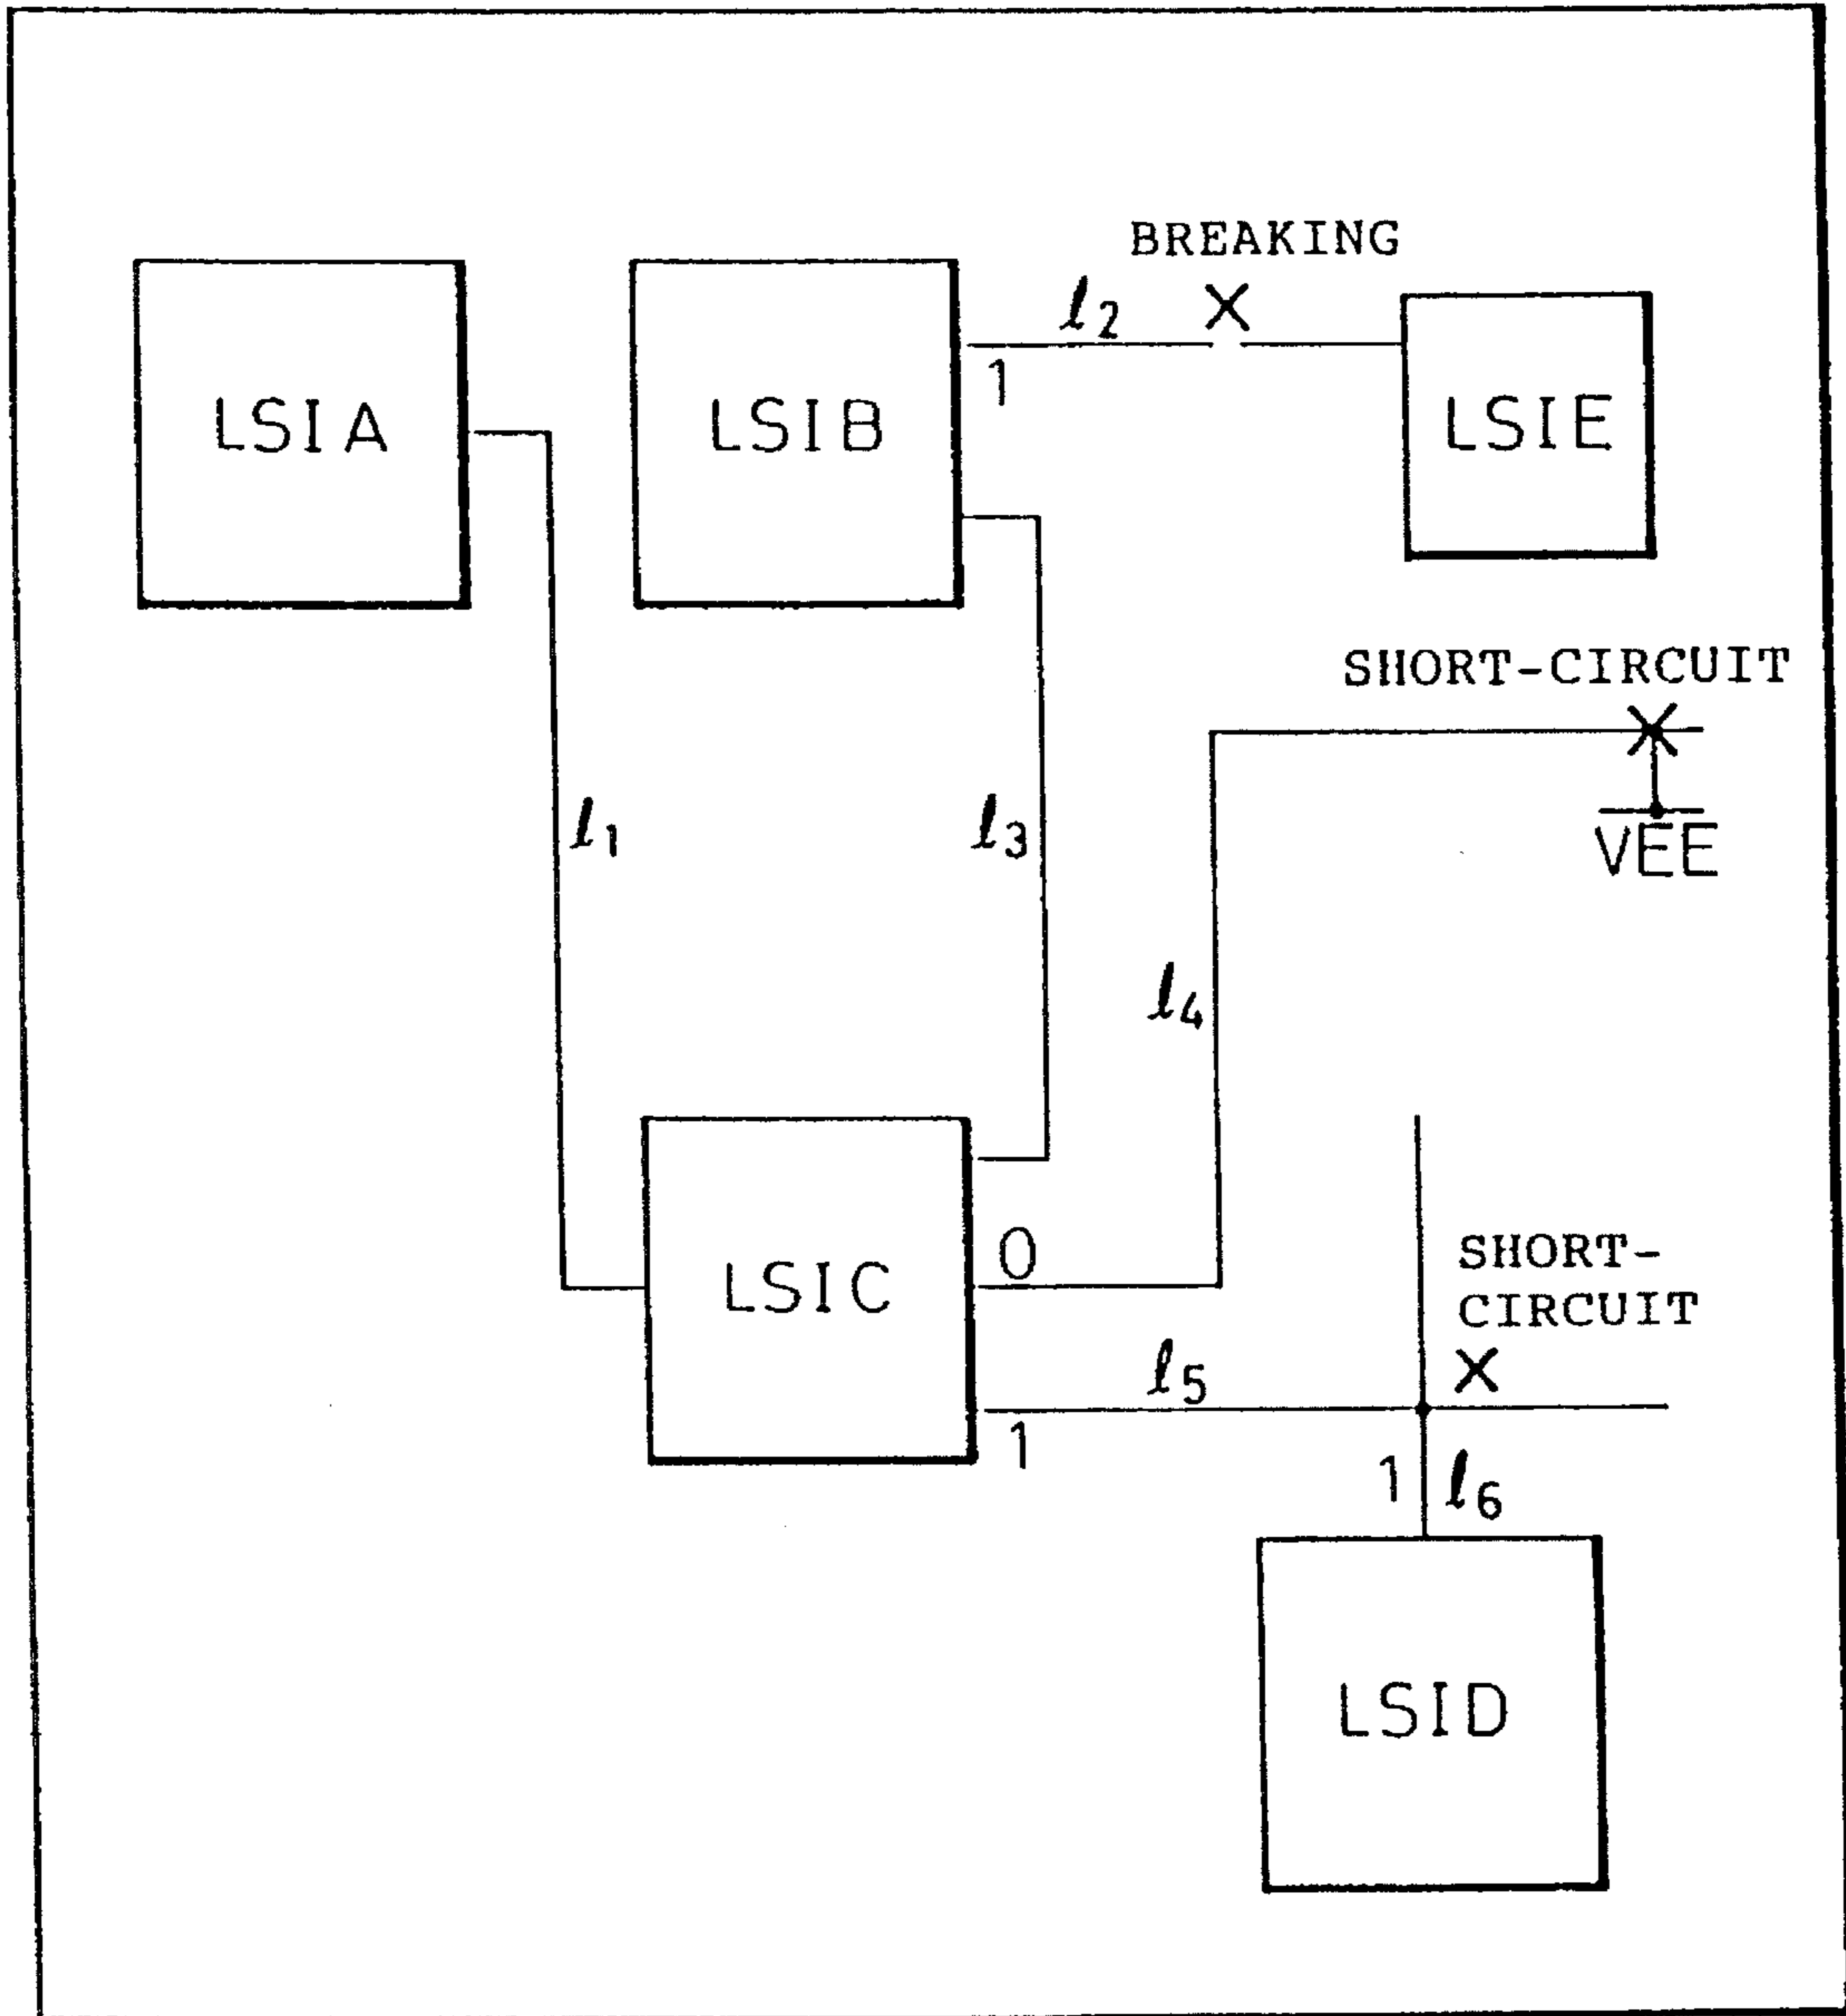 BREAKING
ℓ2
1
LSIA
LSIB
LSIE
SHORT-CIRCUIT
VEE
ℓ1
ℓ3
ℓ4
0
LSIC
SHORT-
CIRCUIT
ℓ5
1
1
ℓ6
LSID